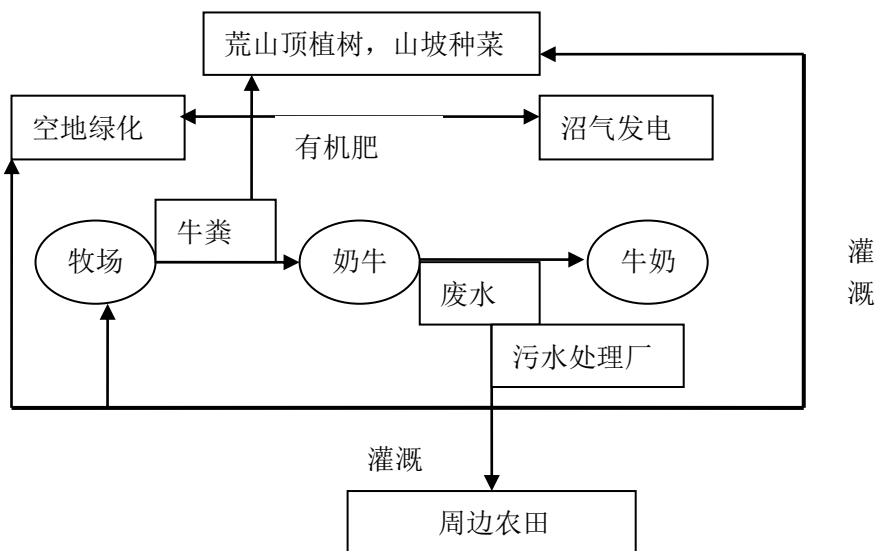 荒山顶植树，山坡种菜
空地绿化
有机肥
沼气发电
牛粪
牧场
奶牛
牛奶
废水
灌
溉
污水处理厂
灌溉
周边农田